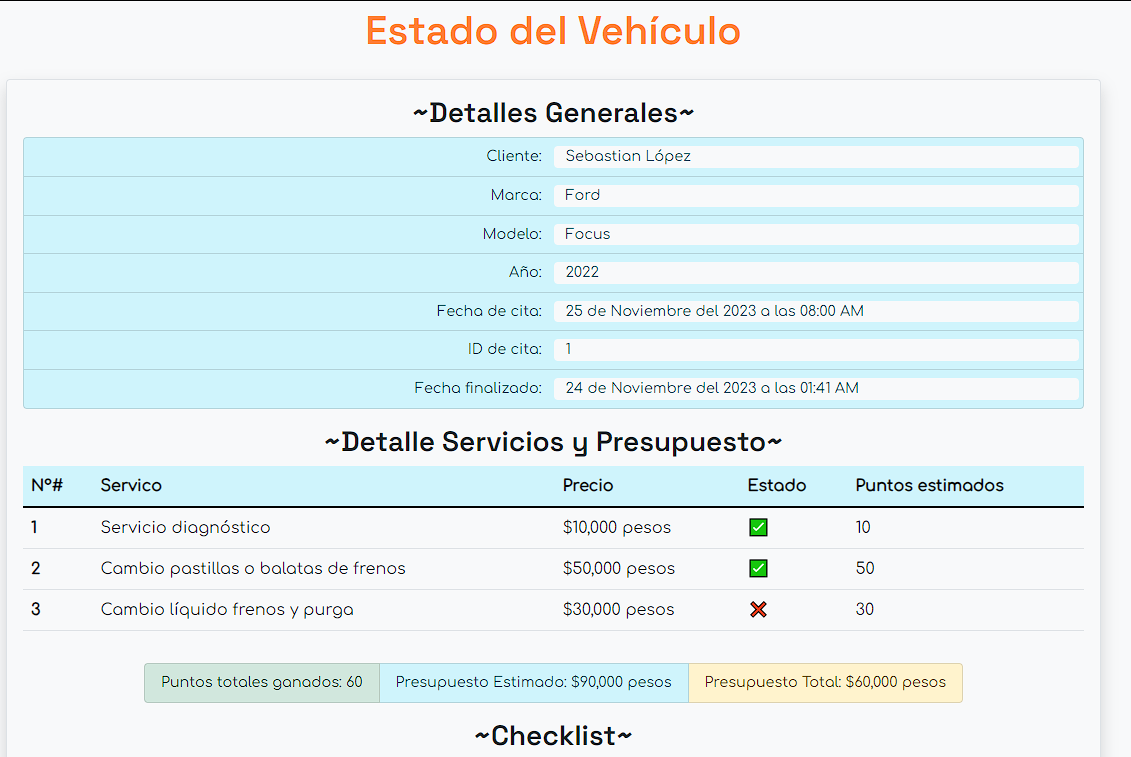 Estado del Vehículo
~Detalles Generales~
Cliente: Sebastian López
Marca: Ford
Modelo: Focus
Año: 2022
Fecha de cita: 25 de Noviembre del 2023 a las 08:00 AM
ID de cita: 1
Fecha finalizado: 24 de Noviembre del 2023 a las 01:41 AM
~Detalle Servicios y Presupuesto~
N°# Servico Precio Estado Puntos estimados
1 Servicio diagnóstico $10,000 pesos ✅ 10
2 Cambio pastillas o balatas de frenos $50,000 pesos ✅ 50
3 Cambio líquido frenos y purga $30,000 pesos ❌ 30
Puntos totales ganados: 60 Presupuesto Estimado: $90,000 pesos Presupuesto Total: $60,000 pesos
~Checklist~